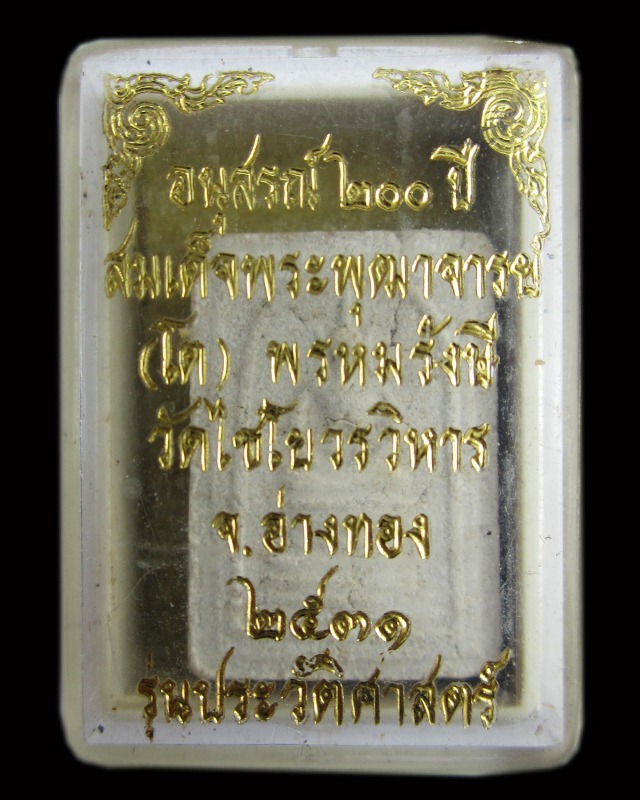 อนุสรณ์ ๒๐๐ ปี
สมเด็จพระพุฒาจารย์
(โต) พรหมรังษี
วัดไชโยวรวิหาร
จ.อ่างทอง
๒๕๓๑
รุ่นประวัติศาสตร์